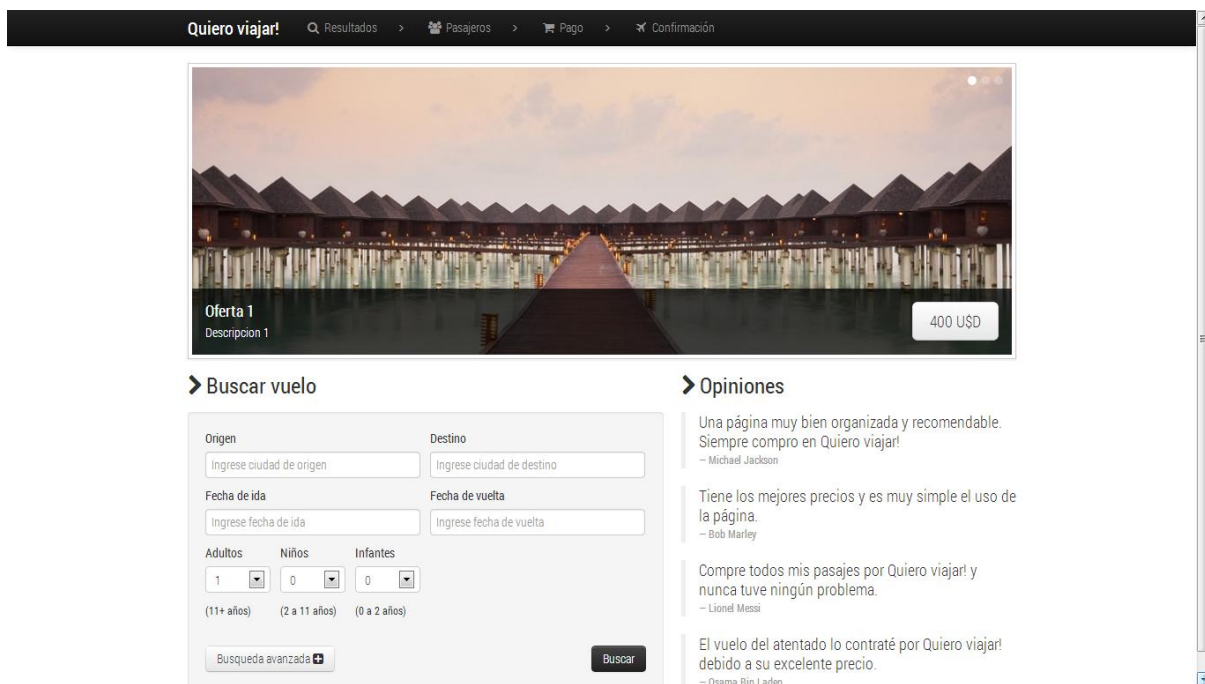 Quiero viajar! Resultados > Pasajeros > Pago > Confirmación
Oferta 1
Descripcion 1
400 U$D
Buscar vuelo
Origen Destino
Ingrese ciudad de origen Ingrese ciudad de destino
Fecha de ida Fecha de vuelta
Ingrese fecha de ida Ingrese fecha de vuelta
Adultos Niños Infantes
1 0 0
(11+ años) (2 a 11 años) (0 a 2 años)
Busqueda avanzada
Buscar
Opiniones
Una página muy bien organizada y recomendable.
Siempre compro en Quiero viajar!
– Michael Jackson
Tiene los mejores precios y es muy simple el uso de
la página.
– Bob Marley
Compre todos mis pasajes por Quiero viajar! y
nunca tuve ningún problema.
– Lionel Messi
El vuelo del atentado lo contraté por Quiero viajar!
debido a su excelente precio.
– Osama Bin Laden